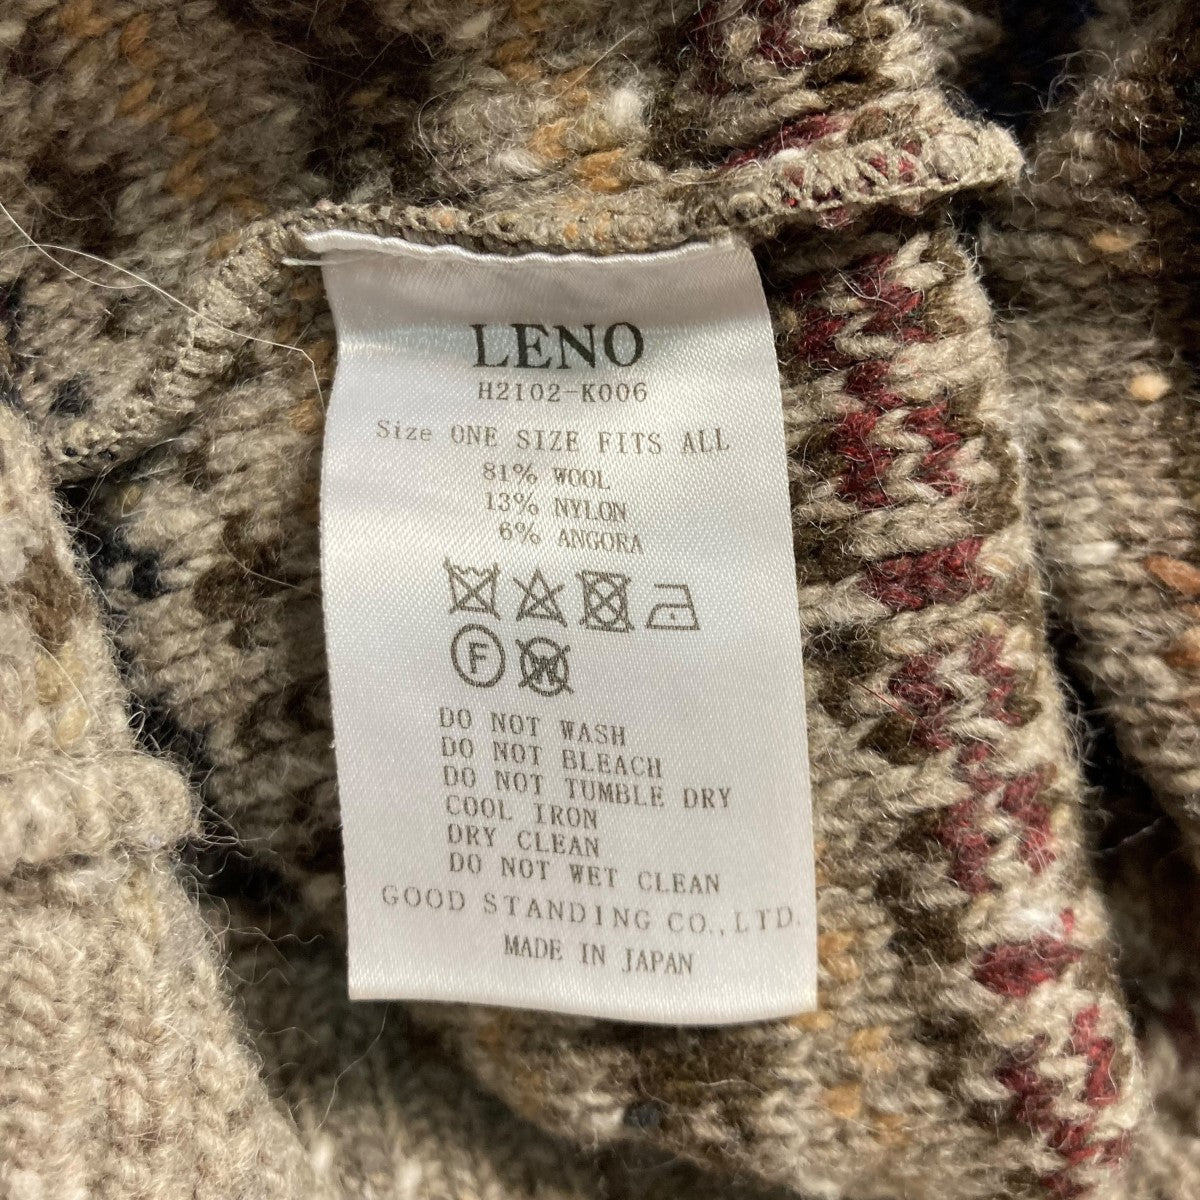 LENO
H2102-K006
Size ONE SIZE FITS ALL
81% WOOL
13% NYLON
6% ANGORA
F W
DO NOT WASH
DO NOT BLEACH
DO NOT TUMBLE DRY
COOL IRON
DRY CLEAN
DO NOT WET CLEAN
GOOD STANDING CO., LTD.
MADE IN JAPAN